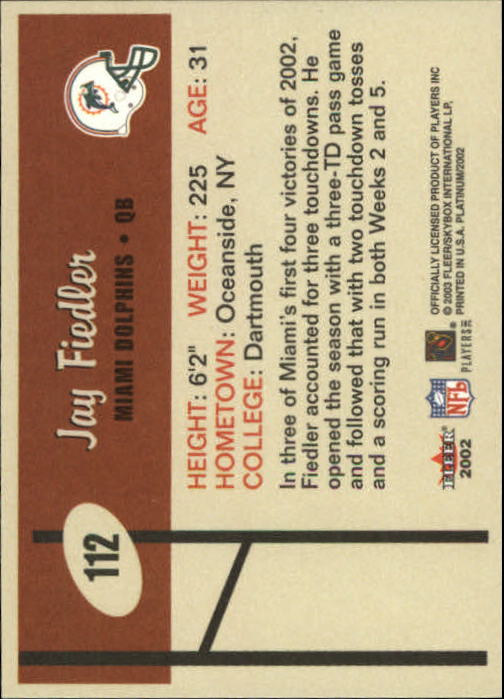 112
Jay Fiedler
MIAMI DOLPHINS • QB
HEIGHT: 6'2" WEIGHT: 225 AGE: 31
HOMETOWN: Oceanside, NY
COLLEGE: Dartmouth
In three of Miami's first four victories of 2002,
Fiedler accounted for three touchdowns. He
opened the season with a three-TD pass game
and followed that with two touchdown tosses
and a scoring run in both Weeks 2 and 5.
FLEER®
2002
NFL
PLAYERS INC
OFFICIALLY LICENSED PRODUCT OF PLAYERS INC
© 2003 FLEER/SKYBOX INTERNATIONAL LP.
PRINTED IN U.S.A. PLATINUM/2002